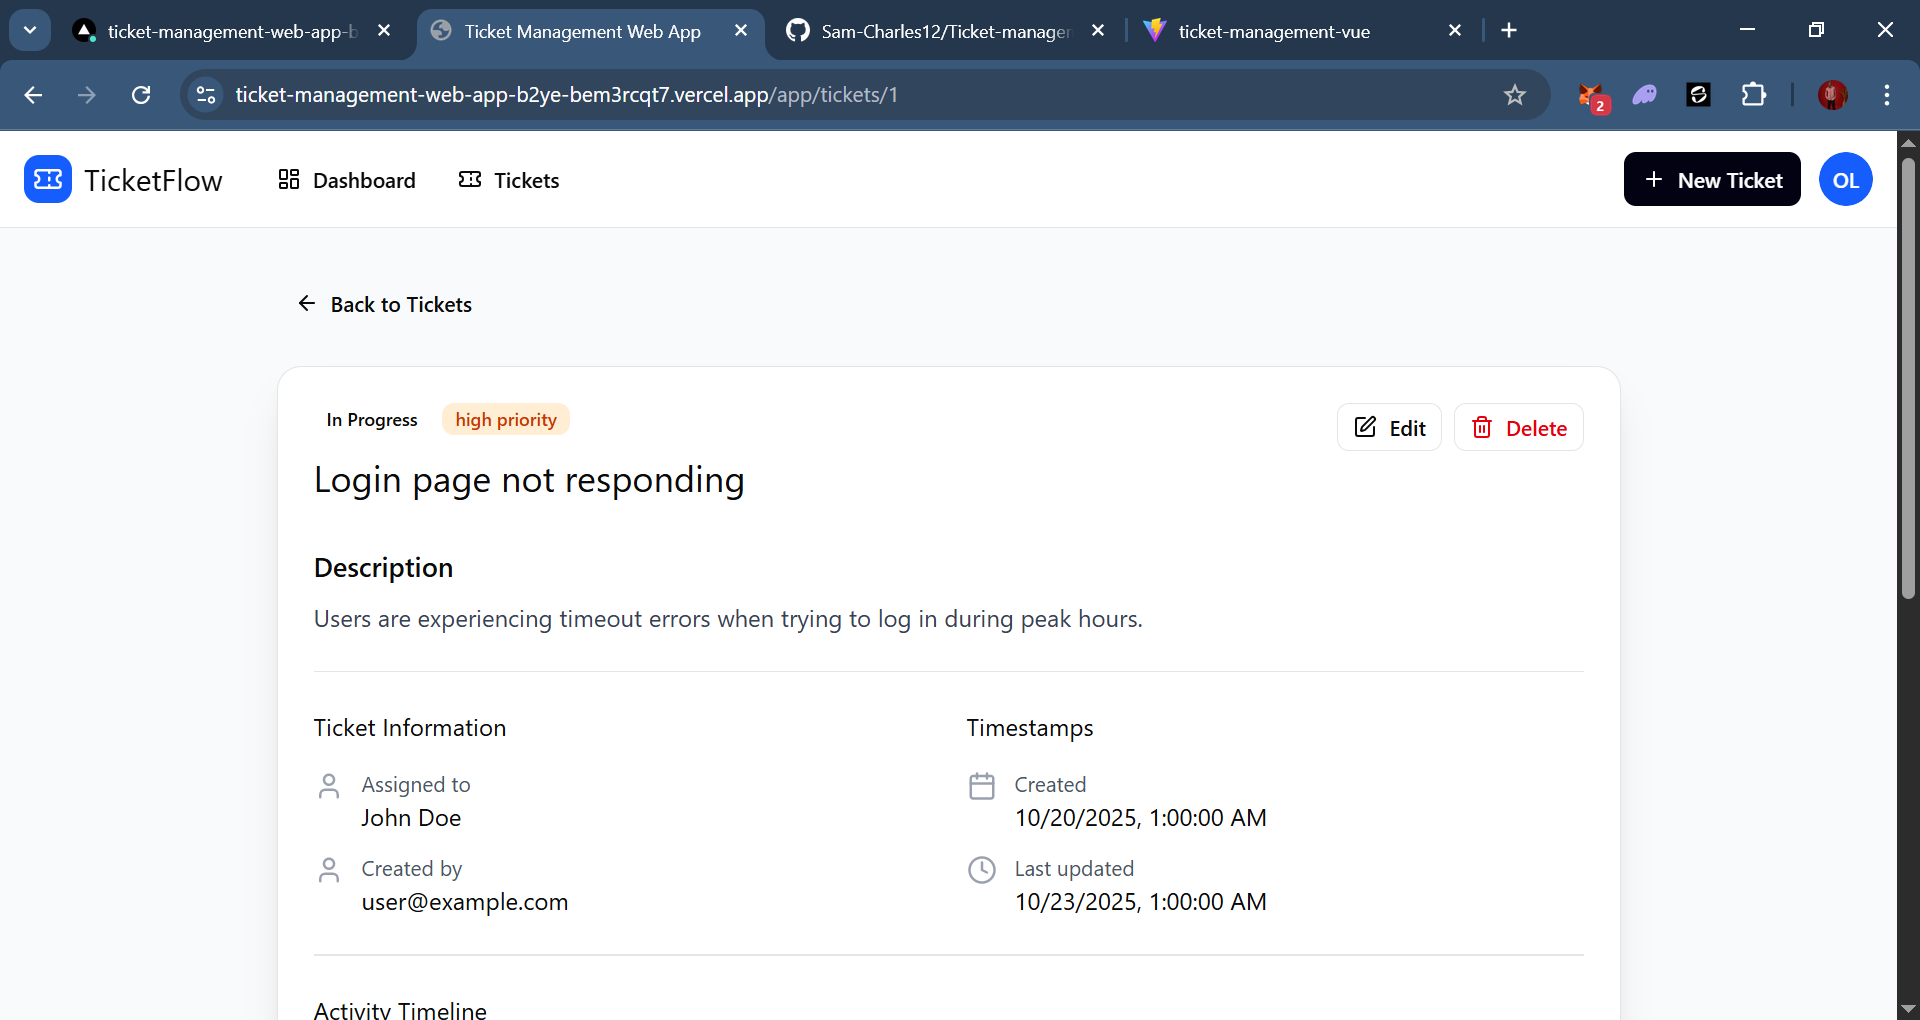 ticket-management-web-app-b
Ticket Management Web App
Sam-Charles12/Ticket-manager
ticket-management-vue
ticket-management-web-app-b2ye-bem3rcqt7.vercel.app/app/tickets/1
2
TicketFlow
Dashboard
Tickets
New Ticket
OL
Back to Tickets
In Progress
high priority
Edit
Delete
Login page not responding
Description
Users are experiencing timeout errors when trying to log in during peak hours.
Ticket Information
Timestamps
Assigned to
John Doe
Created
10/20/2025, 1:00:00 AM
Created by
user@example.com
Last updated
10/23/2025, 1:00:00 AM
Activity Timeline